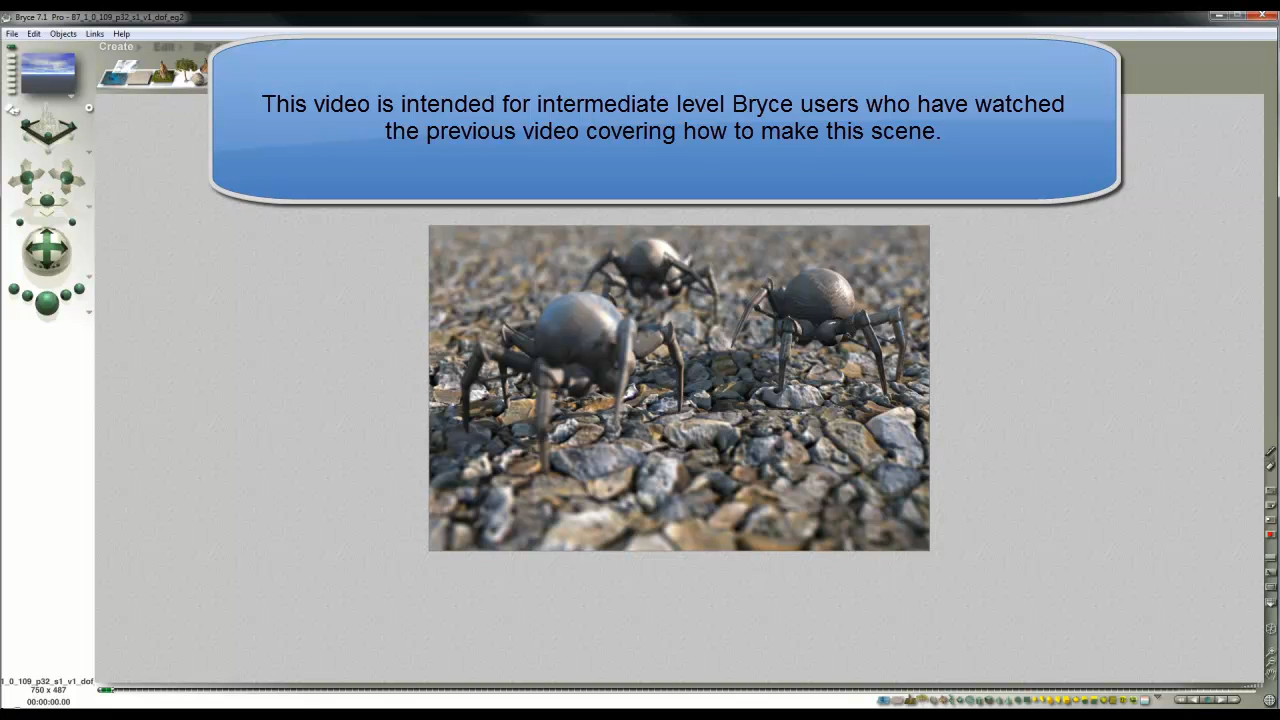 Bryce 7.1 Pro - B7_1_0_109_p32_s1_v1_dof_eg2
File Edit Objects Links Help
Create Edit
This video is intended for intermediate level Bryce users who have watched
the previous video covering how to make this scene.
1_0_109_p32_s1_v1_dof
750 x 487
00:00:00.00